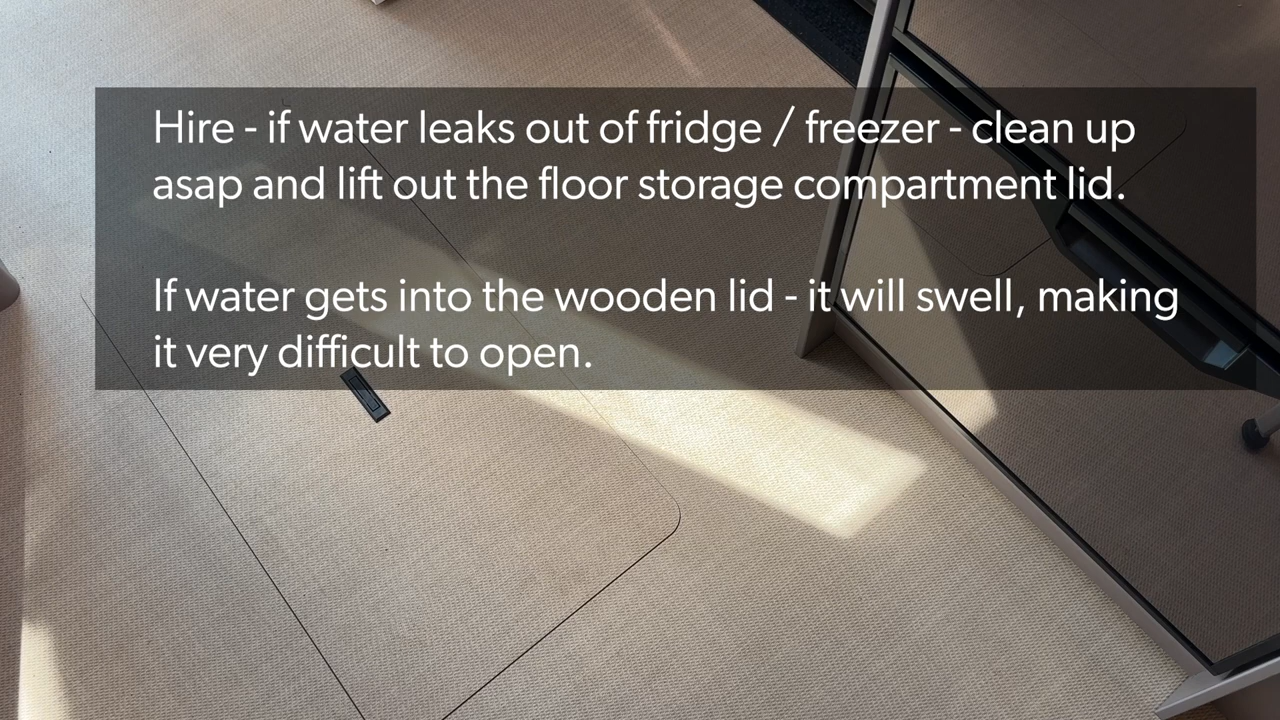 Hire - if water leaks out of fridge / freezer - clean up
asap and lift out the floor storage compartment lid.
If water gets into the wooden lid - it will swell, making
it very difficult to open.